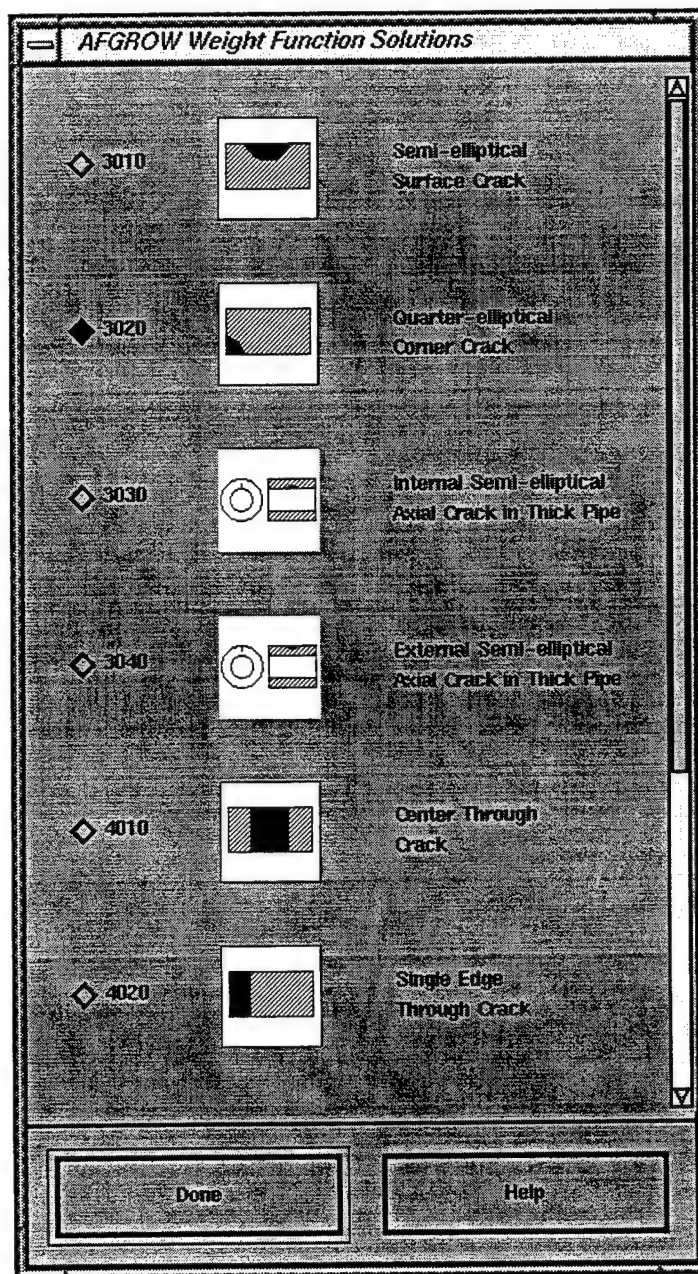 AFGROW Weight Function Solutions
3010
Semi-elliptical
Surface Crack
3020
Quarter-elliptical
Corner Crack
3030
Internal Semi-elliptical
Axial Crack in Thick Pipe
3040
External Semi-elliptical
Axial Crack in Thick Pipe
4010
Center Through
Crack
4020
Single Edge
Through Crack
Done
Help